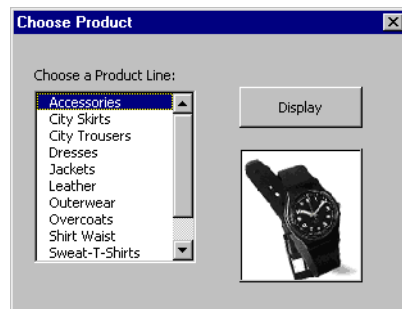 Choose Product
Choose a Product Line:
Accessories
City Skirts
City Trousers
Dresses
Jackets
Leather
Outerwear
Overcoats
Shirt Waist
Sweat-T-Shirts
Display